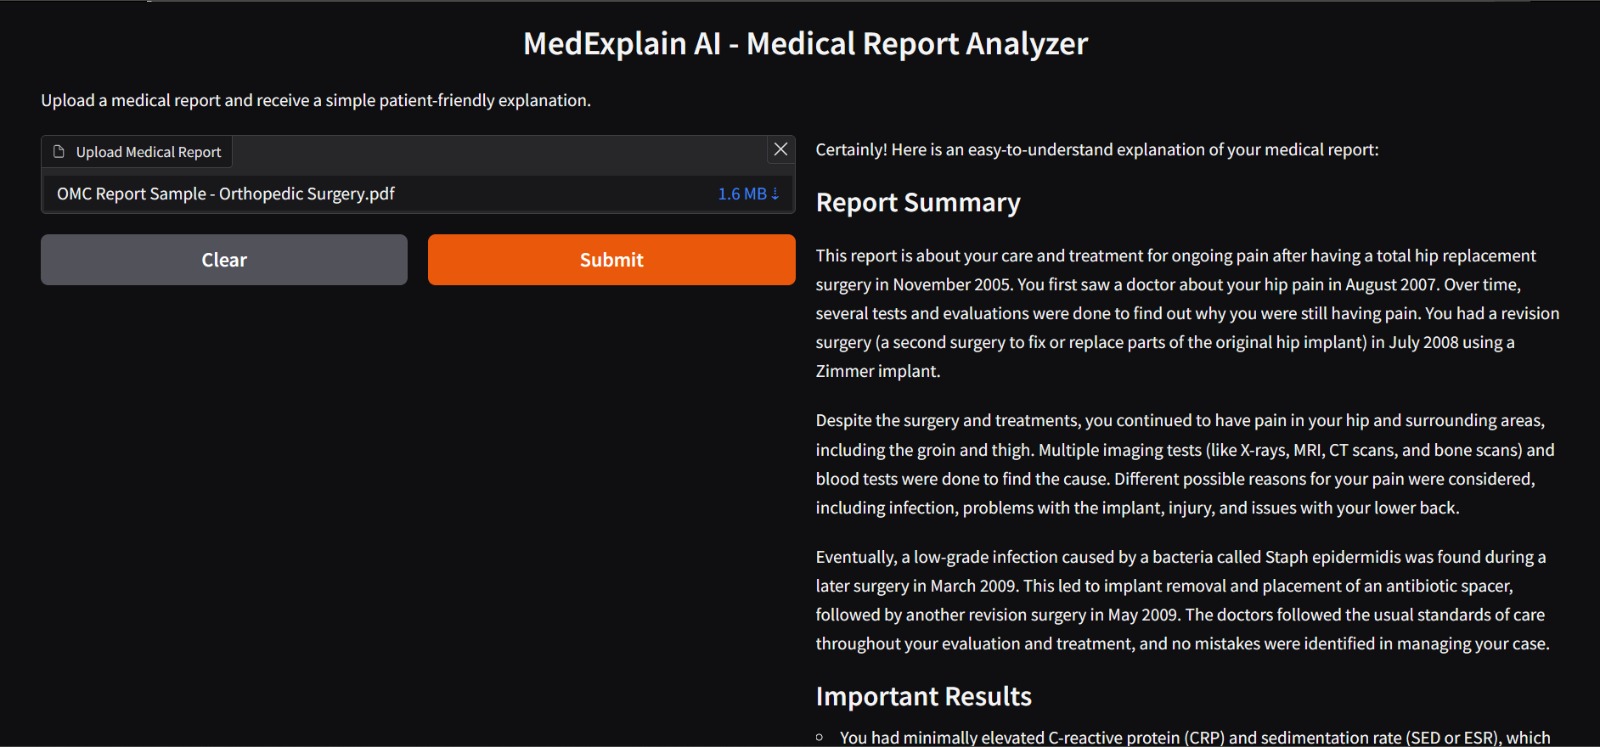 MedExplain AI - Medical Report Analyzer
Upload a medical report and receive a simple patient-friendly explanation.
Upload Medical Report
OMC Report Sample - Orthopedic Surgery.pdf
1.6 MB ⇣
Clear
Submit
Certainly! Here is an easy-to-understand explanation of your medical report:
Report Summary
This report is about your care and treatment for ongoing pain after having a total hip replacement
surgery in November 2005. You first saw a doctor about your hip pain in August 2007. Over time,
several tests and evaluations were done to find out why you were still having pain. You had a revision
surgery (a second surgery to fix or replace parts of the original hip implant) in July 2008 using a
Zimmer implant.
Despite the surgery and treatments, you continued to have pain in your hip and surrounding areas,
including the groin and thigh. Multiple imaging tests (like X-rays, MRI, CT scans, and bone scans) and
blood tests were done to find the cause. Different possible reasons for your pain were considered,
including infection, problems with the implant, injury, and issues with your lower back.
Eventually, a low-grade infection caused by a bacteria called Staph epidermidis was found during a
later surgery in March 2009. This led to implant removal and placement of an antibiotic spacer,
followed by another revision surgery in May 2009. The doctors followed the usual standards of care
throughout your evaluation and treatment, and no mistakes were identified in managing your case.
Important Results
You had minimally elevated C-reactive protein (CRP) and sedimentation rate (SED or ESR), which